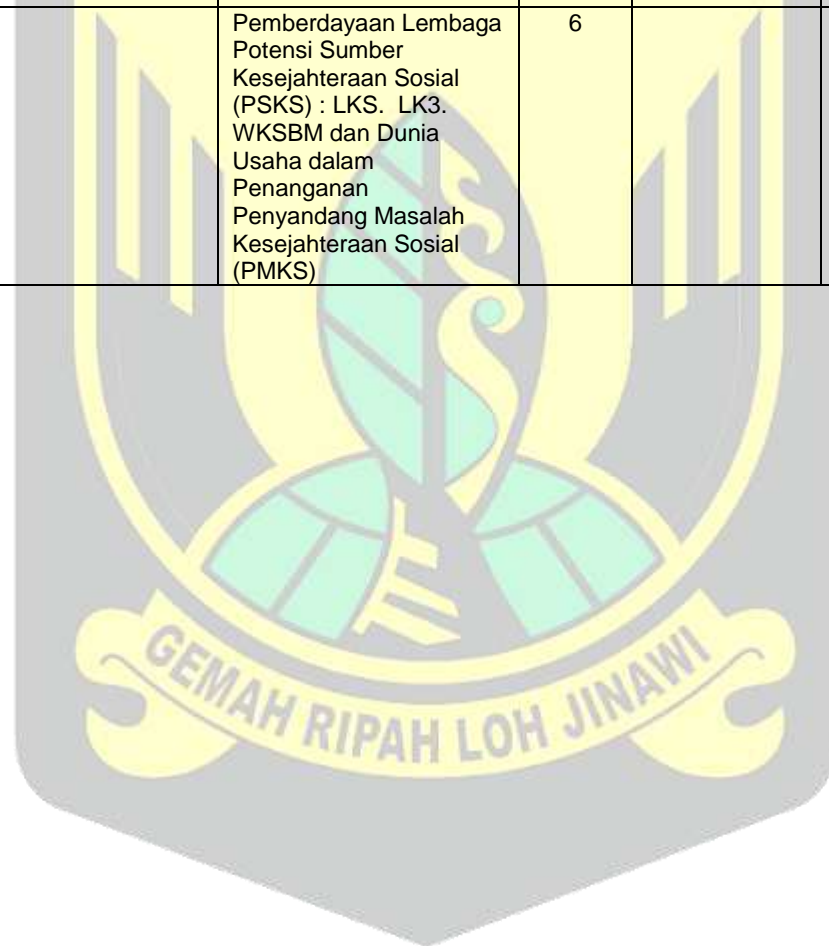 Pemberdayaan Lembaga 6
Potensi Sumber
Kesejahteraan Sosial
(PSKS) : LKS. LK3.
WKSBM dan Dunia
Usaha dalam
Penanganan
Penyandang Masalah
Kesejahteraan Sosial
(PMKS)
GEMAH RIPAH LOH JINAWI